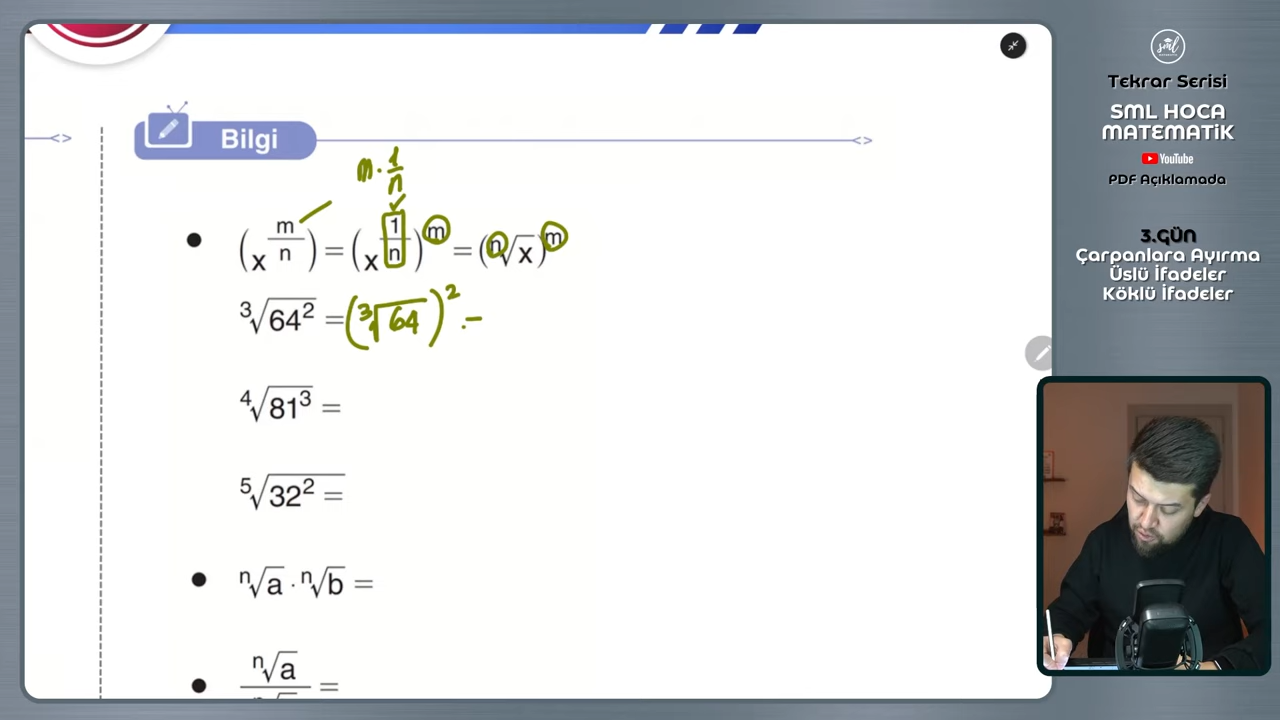 Bilgi
m · 1/n
(x^(m/n)) = (x^(1/n))^m = (ⁿ√x)^m
³√64² = (³√64)² =
⁴√81³ =
⁵√32² =
ⁿ√a · ⁿ√b =
ⁿ√a
=
sml
Tekrar Serisi
SML HOCA
MATEMATİK
YouTube
PDF Açıklamada
3.GÜN
Çarpanlara Ayırma
Üslü İfadeler
Köklü İfadeler